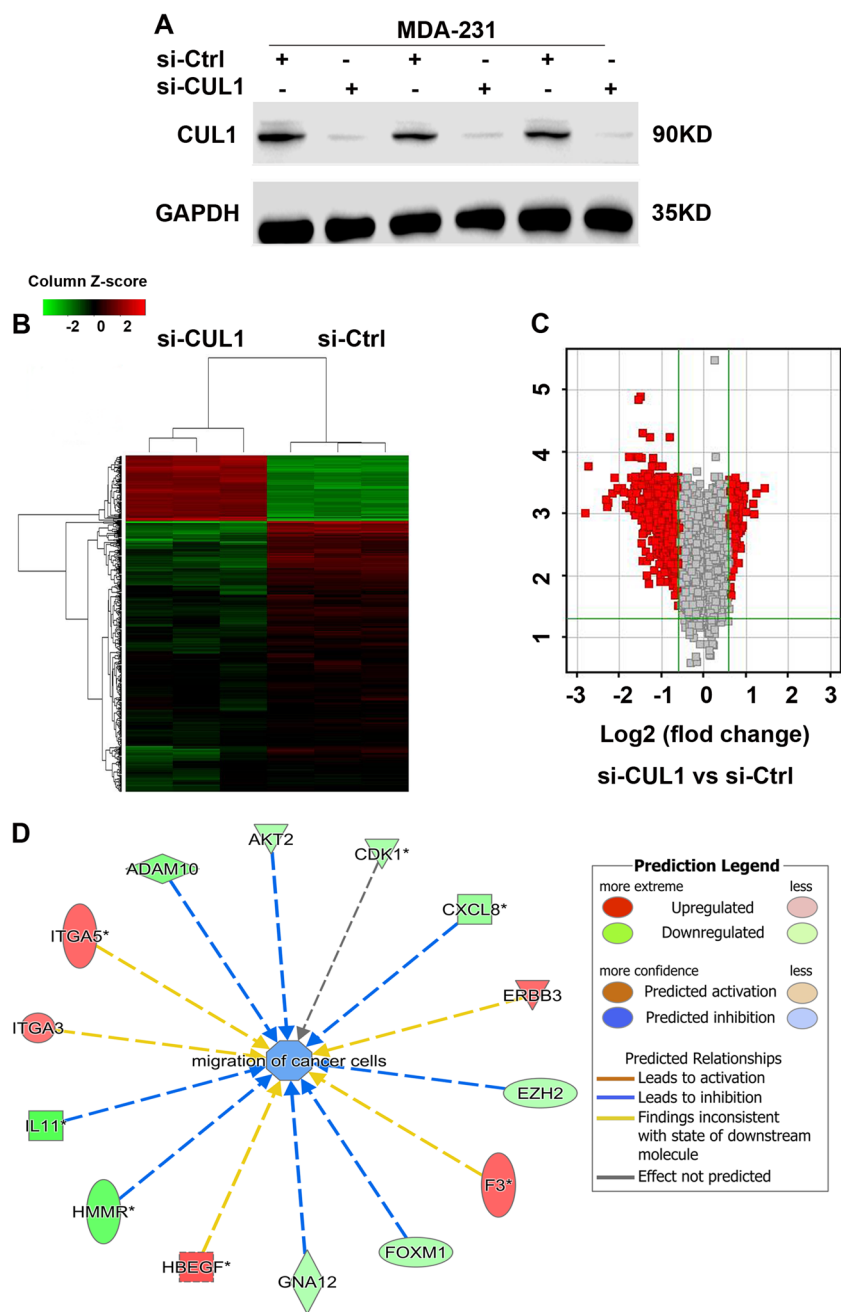 A
MDA-231
si-Ctrl + - + - + -
si-CUL1 - + - + - +
CUL1 90KD
GAPDH 35KD
Column Z-score
-2 0 2
B
si-CUL1 si-Ctrl
C
5
4
3
2
1
-3 -2 -1 0 1 2 3
Log2 (flod change)
si-CUL1 vs si-Ctrl
D
AKT2
CDK1*
ADAM10
CXCL8*
ITGA5*
ERBB3
ITGA3
migration of cancer cells
EZH2
IL11*
F3*
HMMR*
FOXM1
HBEGF*
GNA12
Prediction Legend
more extreme less
Upregulated
Downregulated
more confidence less
Predicted activation
Predicted inhibition
Predicted Relationships
Leads to activation
Leads to inhibition
Findings inconsistent
with state of downstream
molecule
Effect not predicted